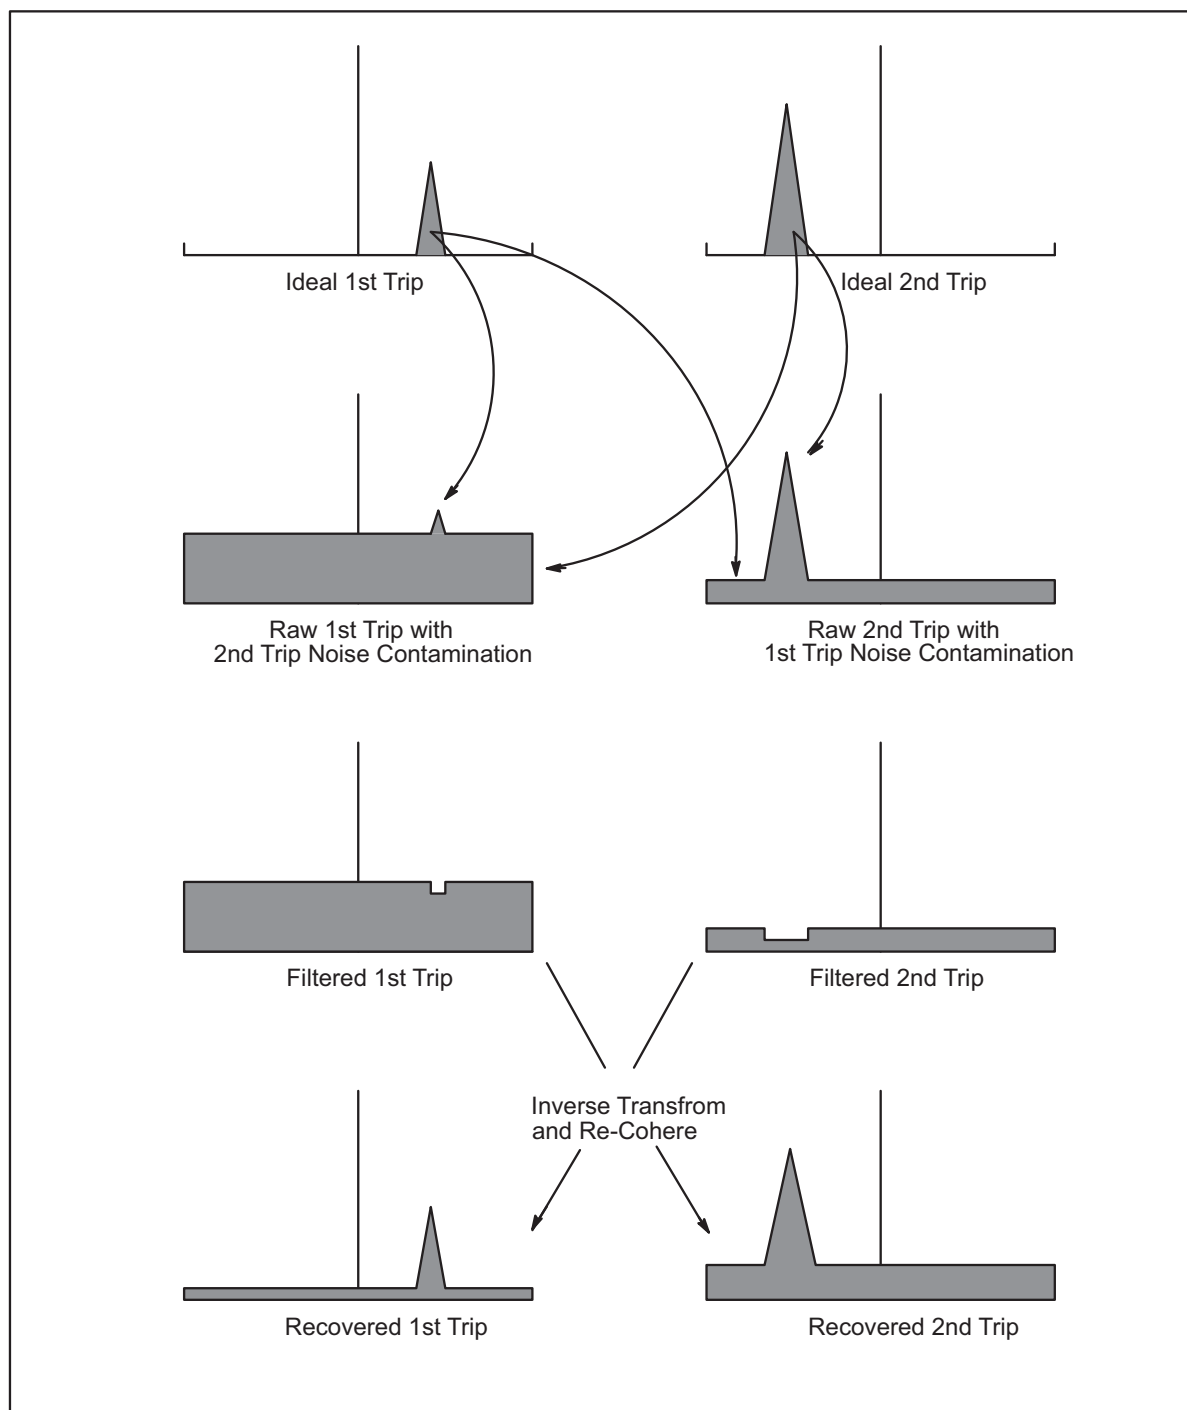 Ideal 1st Trip
Ideal 2nd Trip
Raw 1st Trip with
2nd Trip Noise Contamination
Raw 2nd Trip with
1st Trip Noise Contamination
Filtered 1st Trip
Filtered 2nd Trip
Inverse Transfrom
and Re-Cohere
Recovered 1st Trip
Recovered 2nd Trip